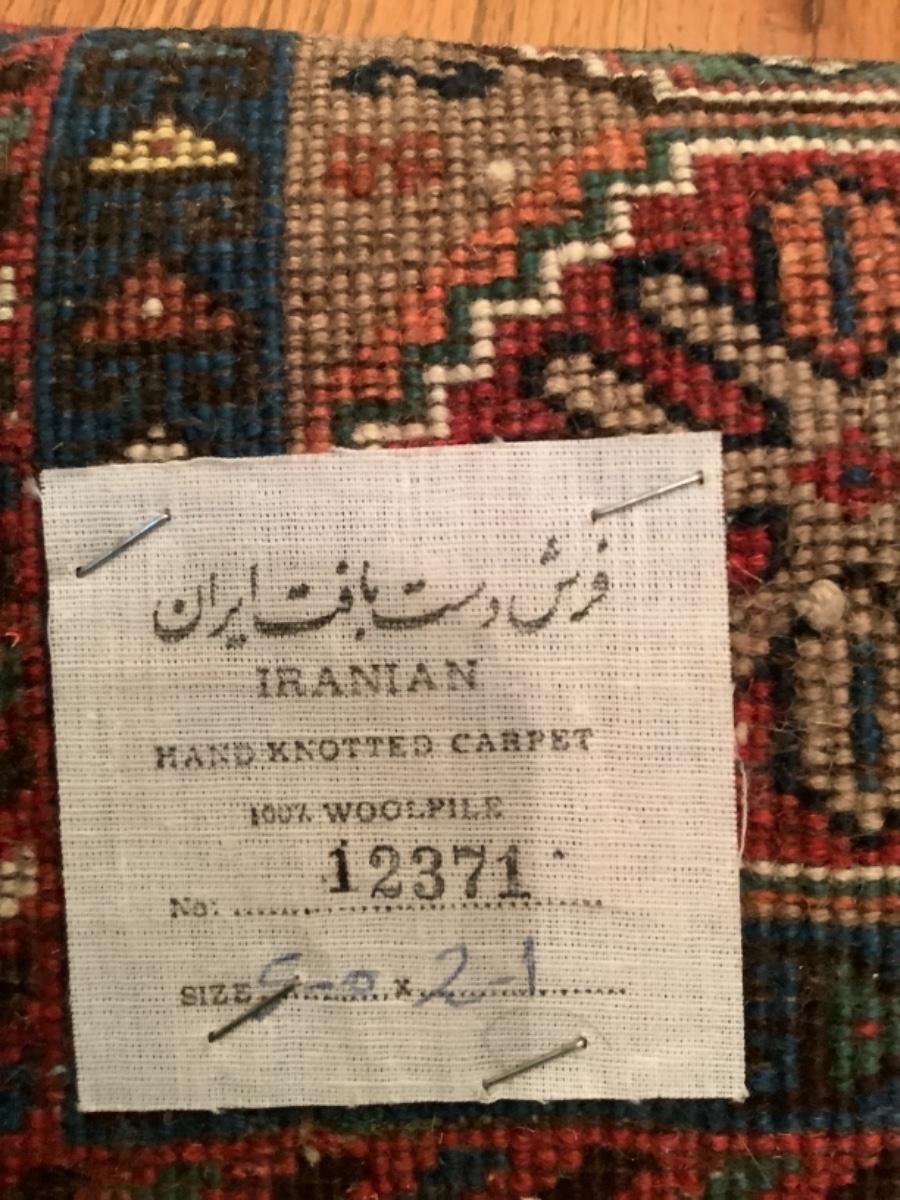 فرش دست بافت ایران
IRANIAN
HAND KNOTTED CARPET
100% WOOLPILE
No: 12371
SIZE 5-0 x 2-1